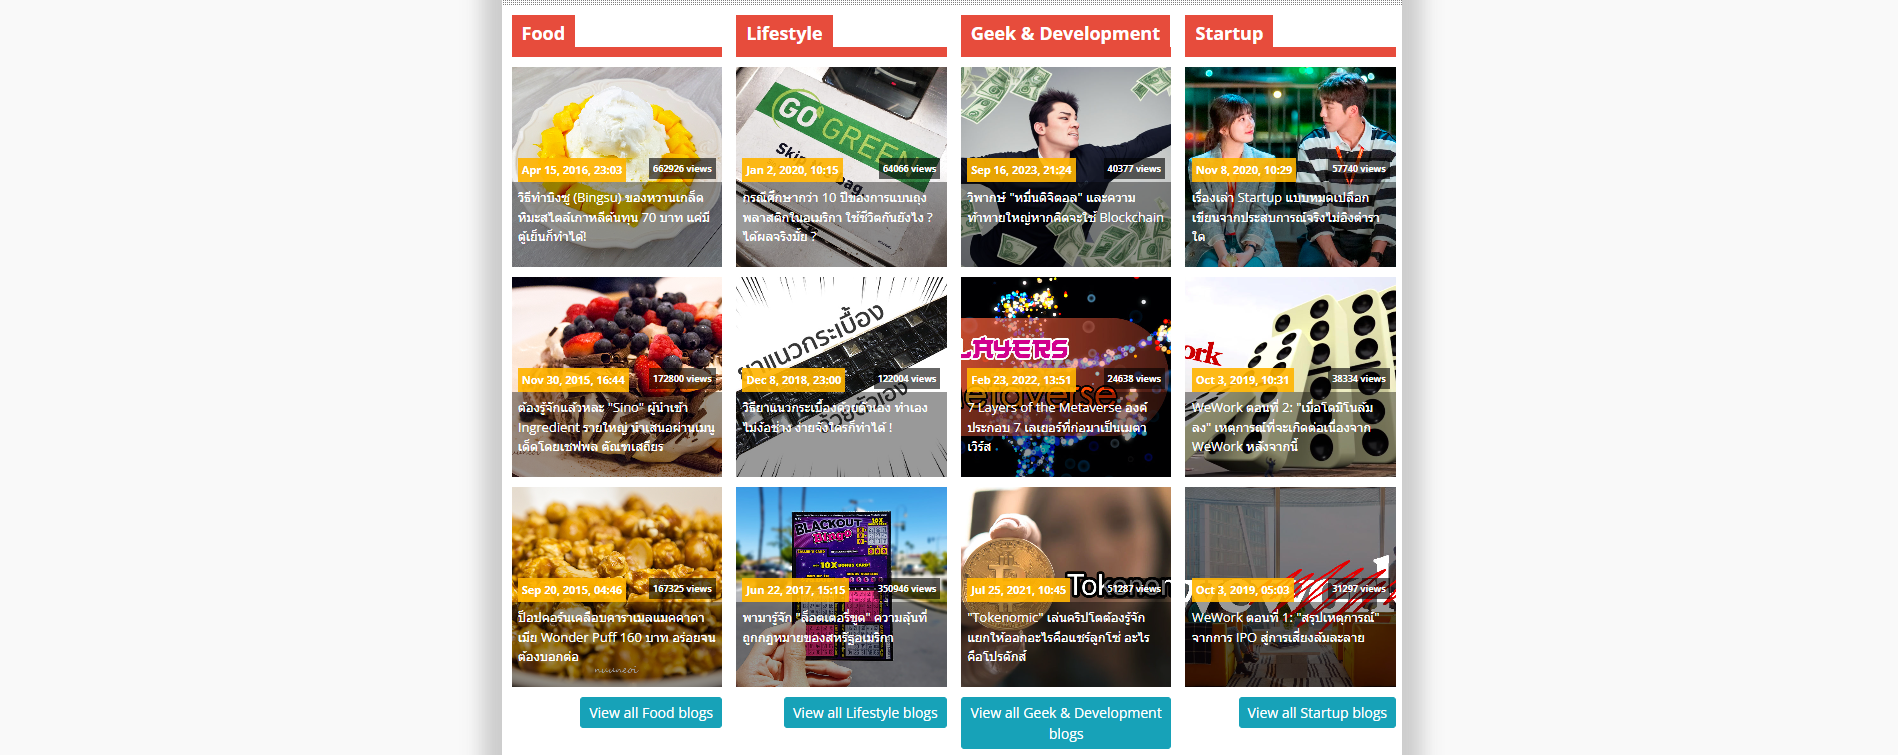 Food
Apr 15, 2016, 23:03
662926 views
วิธีทำบิงซู (Bingsu) ของหวานเกล็ด
หิมะสไตล์เกาหลีต้นทุน 70 บาท แค่มี
ตู้เย็นก็ทำได้!
Nov 30, 2015, 16:44
172800 views
ต้องรู้จักแล้วหละ "Sino" ผู้นำเข้า
Ingredient รายใหญ่ นำเสนอผ่านเมนู
เด็ดโดยเชฟพล ตัณฑเสถียร
Sep 20, 2015, 04:46
167325 views
ป๊อปคอร์นเคลือบคาราเมลแมคคาเด
เมีย Wonder Puff 160 บาท อร่อยจน
ต้องบอกต่อ
nuuneoi
View all Food blogs
Lifestyle
GO GREEN
Jan 2, 2020, 10:15
64066 views
กรณีศึกษากว่า 10 ปีของการแบนถุง
พลาสติกในอเมริกา ใช้ชีวิตกันยังไง ?
ได้ผลจริงมั้ย ?
ยาแนวกระเบื้อง
ด้วยตัวเอง
Dec 8, 2018, 23:00
122004 views
วิธียาแนวกระเบื้องด้วยตัวเอง ทำเอง
ไม่ง้อช่าง ง่ายจังใครก็ทำได้ !
BLACKOUT
BINGO
10X BONUS CARD
Jun 22, 2017, 15:15
350946 views
พามารู้จัก "ล็อตเตอรี่ขูด" ความลุ้นที่
ถูกกฎหมายของสหรัฐอเมริกา
View all Lifestyle blogs
Geek & Development
Sep 16, 2023, 21:24
40377 views
วิพากษ์ "หมื่นดิจิตอล" และความ
ท้าทายใหญ่หากคิดจะใช้ Blockchain
LAYERS
etaverse
Feb 23, 2022, 13:51
24638 views
7 Layers of the Metaverse องค์
ประกอบ 7 เลเยอร์ที่ก่อมาเป็นเมตา
เวิร์ส
Tokenom
Jul 25, 2021, 10:45
51287 views
"Tokenomic" เล่นคริปโตต้องรู้จัก
แยกให้ออกอะไรคือแชร์ลูกโซ่ อะไร
คือโปรดักส์
View all Geek & Development
blogs
Startup
Nov 8, 2020, 10:29
57740 views
เรื่องเล่า Startup แบบหมดเปลือก
เขียนจากประสบการณ์จริงไม่อิงตำรา
ใด
ork
Oct 3, 2019, 10:31
38334 views
WeWork ตอนที่ 2: "เมื่อโดมิโนล้ม
ลง" เหตุการณ์ที่จะเกิดต่อเนื่องจาก
WeWork หลังจากนี้
Oct 3, 2019, 05:03
31297 views
WeWork ตอนที่ 1: "สรุปเหตุการณ์"
จากการ IPO สู่การเสี่ยงล้มละลาย
View all Startup blogs